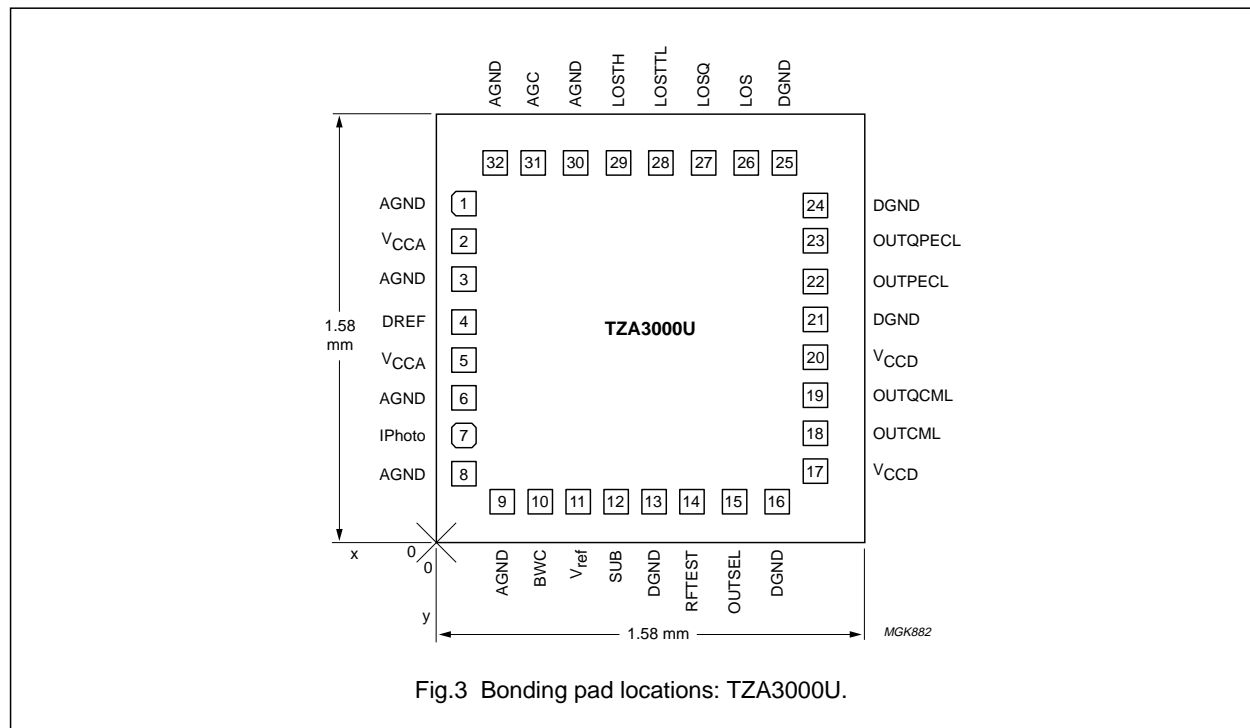 AGND
AGC
AGND
LOSTH
LOSTTL
LOSQ
LOS
DGND
32 31 30 29 28 27 26 25
AGND 1
VCCA 2
AGND 3
DREF 4
VCCA 5
AGND 6
IPhoto 7
AGND 8
1.58
mm
TZA3000U
24 DGND
23 OUTQPECL
22 OUTPECL
21 DGND
20 VCCD
19 OUTQCML
18 OUTCML
17 VCCD
9 10 11 12 13 14 15 16
x 0
0
y
AGND
BWC
Vref
SUB
DGND
RFTEST
OUTSEL
DGND
1.58 mm
MGK882
Fig.3 Bonding pad locations: TZA3000U.